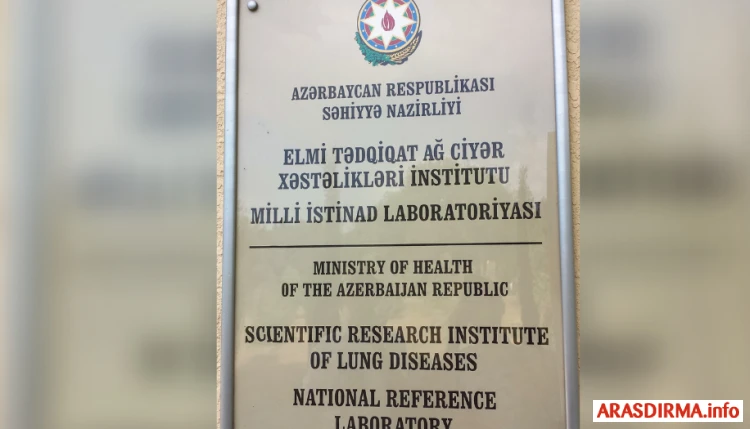 AZƏRBAYCAN RESPUBLİKASI
SƏHİYYƏ NAZİRLİYİ
ELMİ TƏDQİQAT AĞ CİYƏR
XƏSTƏLİKLƏRİ İNSTİTUTU
MİLLİ İSTİNAD LABORATORİYASI
MINISTRY OF HEALTH
OF THE AZERBAIJAN REPUBLIC
SCIENTIFIC RESEARCH INSTITUTE
OF LUNG DISEASES
NATIONAL REFERENCE
LABORATORY
ARASDIRMA.info